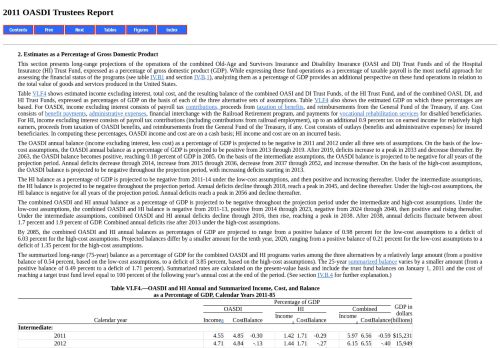 2011 OASDI Trustees Report
Contents Prev Next Tables Figures Index
2. Estimates as a Percentage of Gross Domestic Product
This section presents long-range projections of the operations of the combined Old-Age and Survivors Insurance and Disability Insurance (OASI and DI) Trust Funds and of the Hospital
Insurance (HI) Trust Fund, expressed as a percentage of gross domestic product (GDP). While expressing these fund operations as a percentage of taxable payroll is the most useful approach for
assessing the financial status of the programs (see table IV.B1 and section IV.B.1), analyzing them as a percentage of GDP provides an additional perspective on these fund operations in relation to
the total value of goods and services produced in the United States.
Table VI.F4 shows estimated income excluding interest, total cost, and the resulting balance of the combined OASI and DI Trust Funds, of the HI Trust Fund, and of the combined OASI, DI, and
HI Trust Funds, expressed as percentages of GDP on the basis of each of the three alternative sets of assumptions. Table VI.F4 also shows the estimated GDP on which these percentages are
based. For OASDI, income excluding interest consists of payroll tax contributions, proceeds from taxation of benefits, and reimbursements from the General Fund of the Treasury, if any. Cost
consists of benefit payments, administrative expenses, financial interchange with the Railroad Retirement program, and payments for vocational rehabilitation services for disabled beneficiaries.
For HI, income excluding interest consists of payroll tax contributions (including contributions from railroad employment), up to an additional 0.9 percent tax on earned income for relatively high
earners, proceeds from taxation of OASDI benefits, and reimbursements from the General Fund of the Treasury, if any. Cost consists of outlays (benefits and administrative expenses) for insured
beneficiaries. In comparing these percentages, OASDI income and cost are on a cash basis; HI income and cost are on an incurred basis.
The OASDI annual balance (income excluding interest, less cost) as a percentage of GDP is projected to be negative in 2011 and 2012 under all three sets of assumptions. On the basis of the low-
cost assumptions, the OASDI annual balance as a percentage of GDP is projected to be positive from 2013 through 2019. After 2019, deficits increase to a peak in 2033 and decrease thereafter. By
2063, the OASDI balance becomes positive, reaching 0.18 percent of GDP in 2085. On the basis of the intermediate assumptions, the OASDI balance is projected to be negative for all years of the
projection period. Annual deficits decrease through 2014, increase from 2015 through 2036, decrease from 2037 through 2052, and increase thereafter. On the basis of the high-cost assumptions,
the OASDI balance is projected to be negative throughout the projection period, with increasing deficits starting in 2013.
The HI balance as a percentage of GDP is projected to be negative from 2011-14 under the low-cost assumptions, and then positive and increasing thereafter. Under the intermediate assumptions,
the HI balance is projected to be negative throughout the projection period. Annual deficits decline through 2018, reach a peak in 2045, and decline thereafter. Under the high-cost assumptions, the
HI balance is negative for all years of the projection period. Annual deficits reach a peak in 2056 and decline thereafter.
The combined OASDI and HI annual balance as a percentage of GDP is projected to be negative throughout the projection period under the intermediate and high-cost assumptions. Under the
low-cost assumptions, the combined OASDI and HI balance is negative from 2011-13, positive from 2014 through 2023, negative from 2024 through 2040, then positive and rising thereafter.
Under the intermediate assumptions, combined OASDI and HI annual deficits decline through 2016, then rise, reaching a peak in 2038. After 2038, annual deficits fluctuate between about
1.7 percent and 1.9 percent of GDP. Combined annual deficits rise after 2013 under the high-cost assumptions.
By 2085, the combined OASDI and HI annual balances as percentages of GDP are projected to range from a positive balance of 0.98 percent for the low-cost assumptions to a deficit of
6.03 percent for the high-cost assumptions. Projected balances differ by a smaller amount for the tenth year, 2020, ranging from a positive balance of 0.21 percent for the low-cost assumptions to a
deficit of 1.35 percent for the high-cost assumptions.
The summarized long-range (75-year) balance as a percentage of GDP for the combined OASDI and HI programs varies among the three alternatives by a relatively large amount (from a positive
balance of 0.54 percent, based on the low-cost assumptions, to a deficit of 3.85 percent, based on the high-cost assumptions). The 25-year summarized balance varies by a smaller amount (from a
positive balance of 0.49 percent to a deficit of 1.71 percent). Summarized rates are calculated on the present-value basis and include the trust fund balances on January 1, 2011 and the cost of
reaching a target trust fund level equal to 100 percent of the following year's annual cost at the end of the period. (See section IV.B.4 for further explanation.)
Table VI.F4.—OASDI and HI Annual and Summarized Income, Cost, and Balance
as a Percentage of GDP, Calendar Years 2011-85
Percentage of GDP
OASDI HI Combined GDP in
Calendar year Income Cost Balance Income Cost Balance Income Cost Balance dollars (billions)
Intermediate:
2011 4.55 4.85 -0.30 1.42 1.71 -0.29 5.97 6.56 -0.59 $15,231
2012 4.71 4.84 -.13 1.44 1.71 -.27 6.15 6.55 -.40 15,949